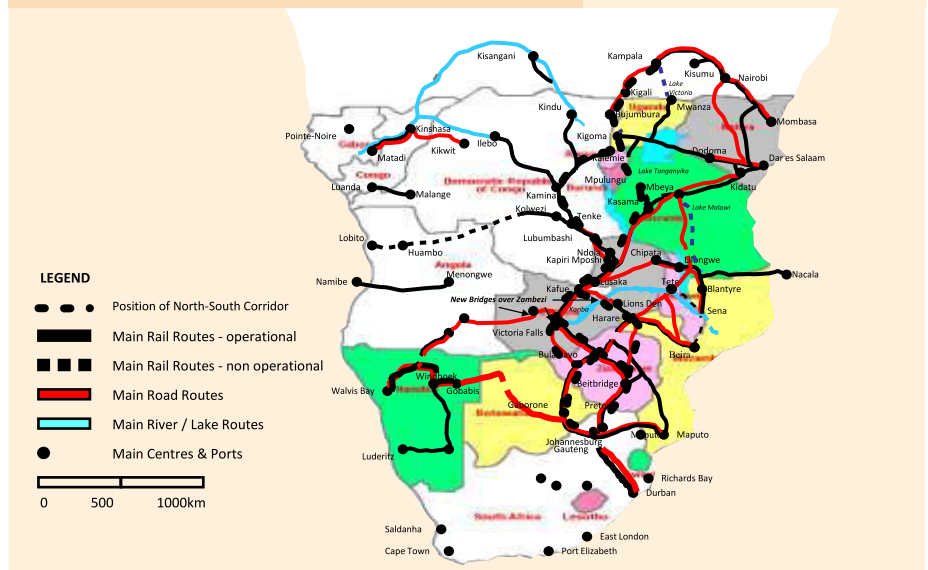 Kisangani
Kampala
Kisumu
Nairobi
Lake
Victoria
Kigali
Mwanza
Kindu
Bujumbura
Uganda
Mombasa
Pointe-Noire
Kinshasa
Kigoma
Ilebo
Kikwit
Matadi
Dodoma
Kalemie
Dar es Salaam
Lake Tanganyika
Congo
Mpulungu
Luanda
Malange
Democratic Republic
of Congo
Burundi
Mbeya
Kidatu
Kamina
Kasama
Kolwezi
Lake Malawi
Tenke
Lobito
Lubumbashi
Huambo
Ndola
Chipata
Kapiri Mposhi
Angola
Menongwe
Nacala
Namibe
Lusaka
Tete
Kafue
Blantyre
LEGEND
Position of North-South Corridor
Main Rail Routes - operational
Main Rail Routes - non operational
Main Road Routes
Main River / Lake Routes
Main Centres & Ports
0
500
1000km
New Bridges over Zambezi
Lions Den
Kariba
Sena
Harare
Victoria Falls
Beira
Bulawayo
Windhoek
Beitbridge
Walvis Bay
Gobabis
Gaborone
Botswana
Maputo
Johannesburg
Gauteng
Luderitz
Richards Bay
Durban
South Africa
Lesotho
Saldanha
East London
Cape Town
Port Elizabeth